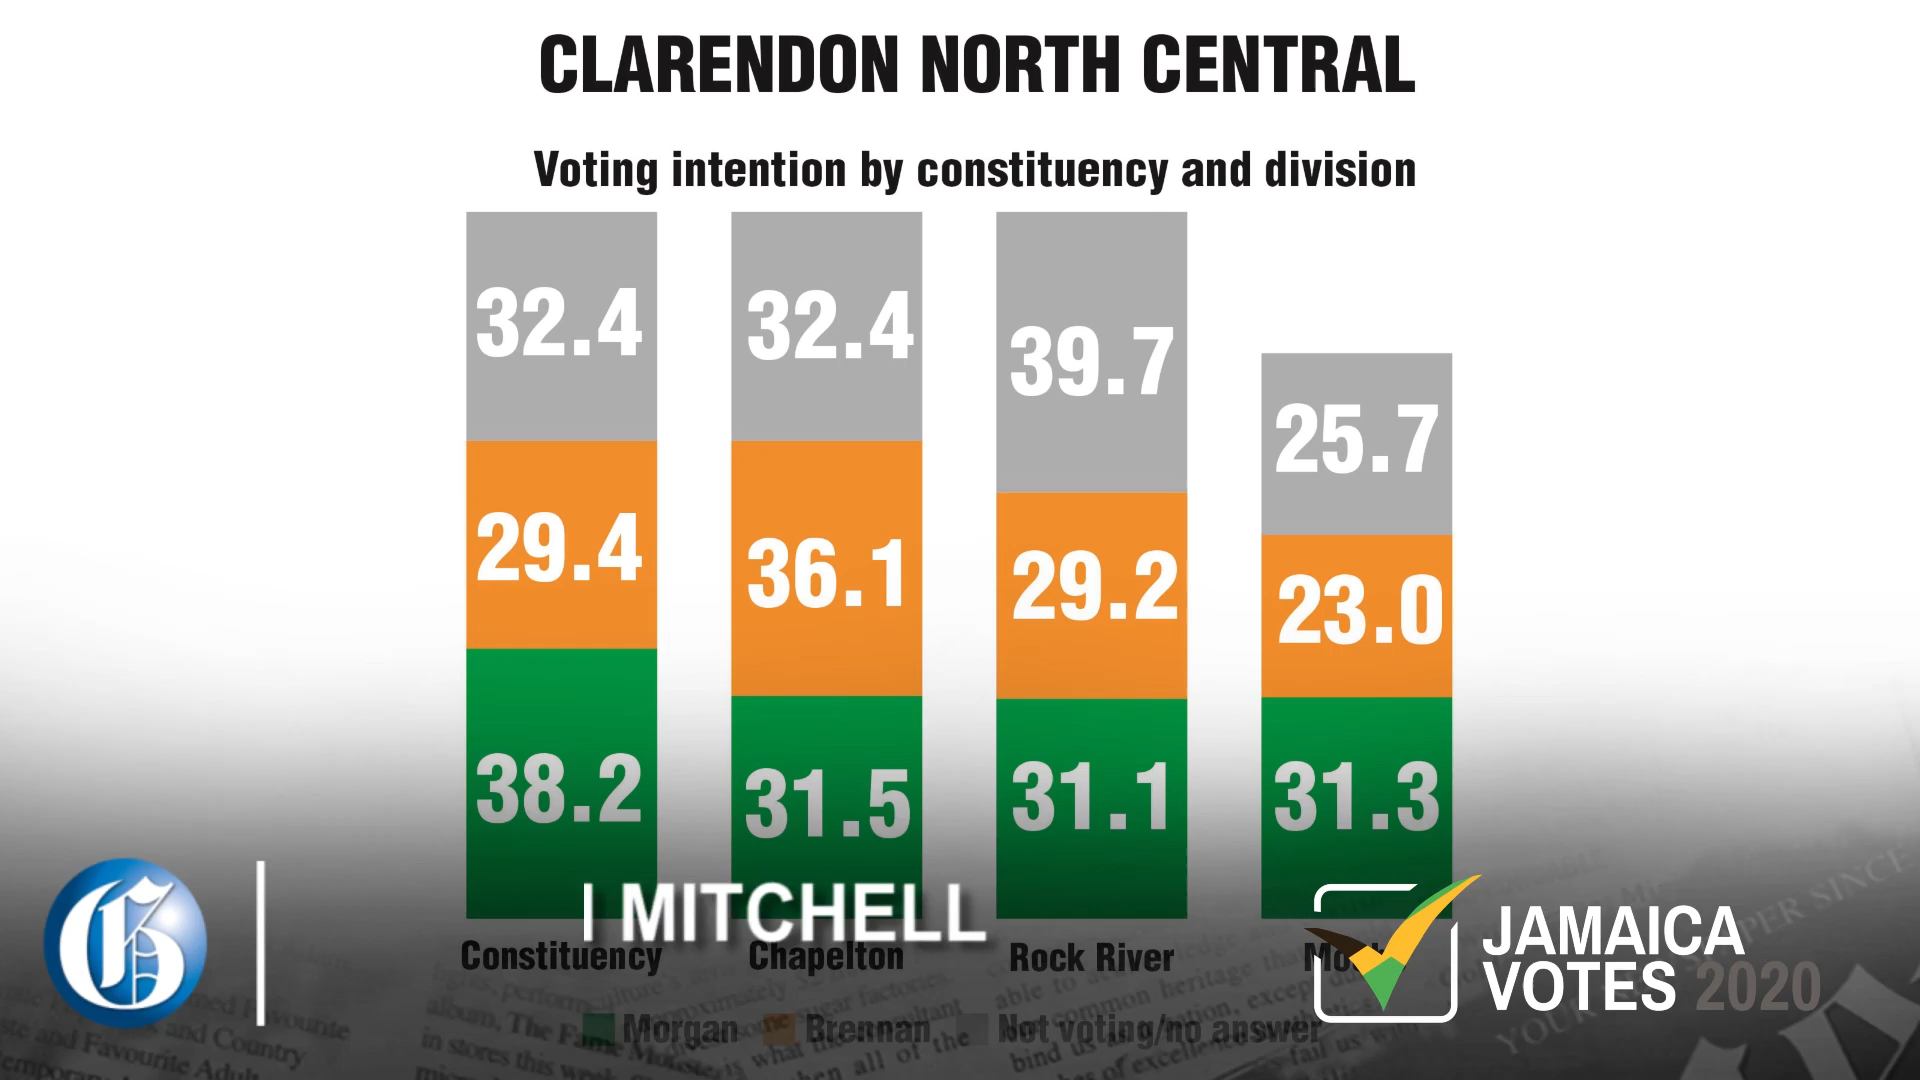 CLARENDON NORTH CENTRAL
Voting intention by constituency and division
32.4 32.4 39.7 25.7
29.4 36.1 29.2 23.0
38.2 31.5 31.1 31.3
I MITCHELL
Constituency Chapelton Rock River
Morgan Brennan Not voting/no answer
G
JAMAICA
VOTES 2020